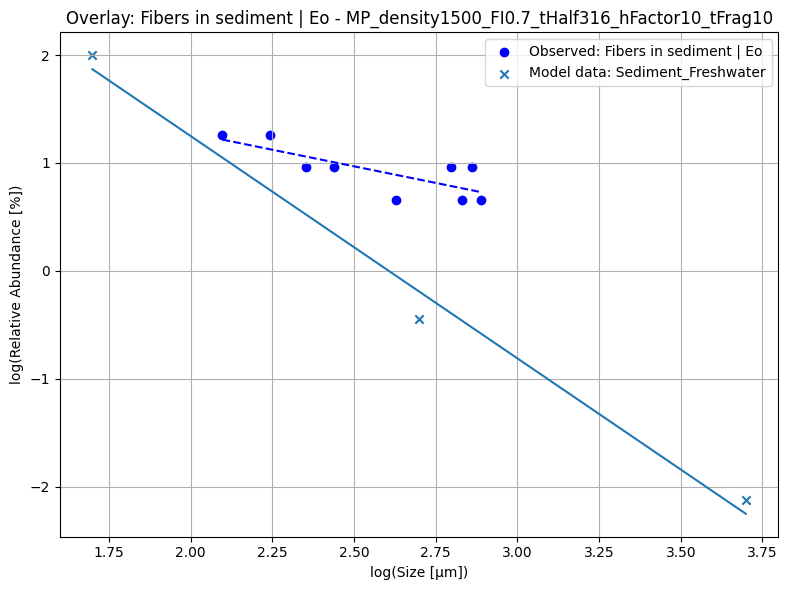 Overlay: Fibers in sediment | Eo - MP_density1500_FI0.7_tHalf316_hFactor10_tFrag10
Observed: Fibers in sediment | Eo
Model data: Sediment_Freshwater
log(Relative Abundance [%])
2
1
0
−1
−2
1.75 2.00 2.25 2.50 2.75 3.00 3.25 3.50 3.75
log(Size [μm])